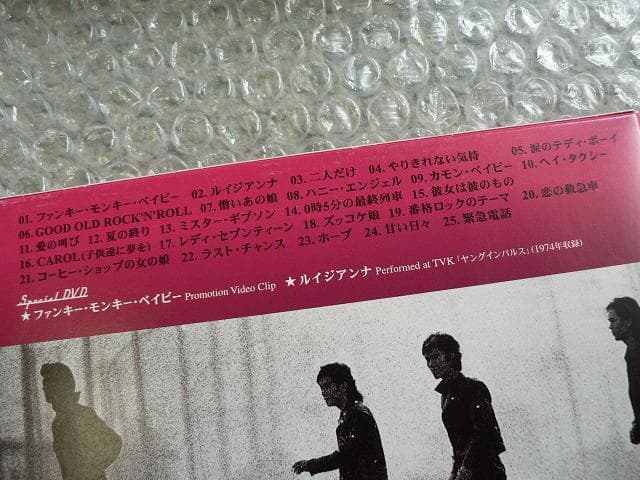 01. ファンキー・モンキー・ベイビー 02. ルイジアンナ 03. 二人だけ 04. やりきれない気持 05. 涙のテディ・ボーイ
06. GOOD OLD ROCK'N'ROLL 07. 憎いあの娘 08. ハニー・エンジェル 09. カモン・ベイビー 10. ヘイ・タクシー
11. 愛の叫び 12. 夏の終り 13. ミスター・ギブソン 14. 0時5分の最終列車 15. 彼女は彼のもの
16. CAROL(子供達に夢を) 17. レディ・セブンティーン 18. ズッコケ娘 19. 番格ロックのテーマ 20. 恋の救急車
21. コーヒー・ショップの女の娘 22. ラスト・チャンス 23. ホープ 24. 甘い日々 25. 緊急電話
Special DVD
★ ファンキー・モンキー・ベイビー Promotion Video Clip ★ ルイジアンナ Performed at TVK「ヤングインパルス」(1974年収録)